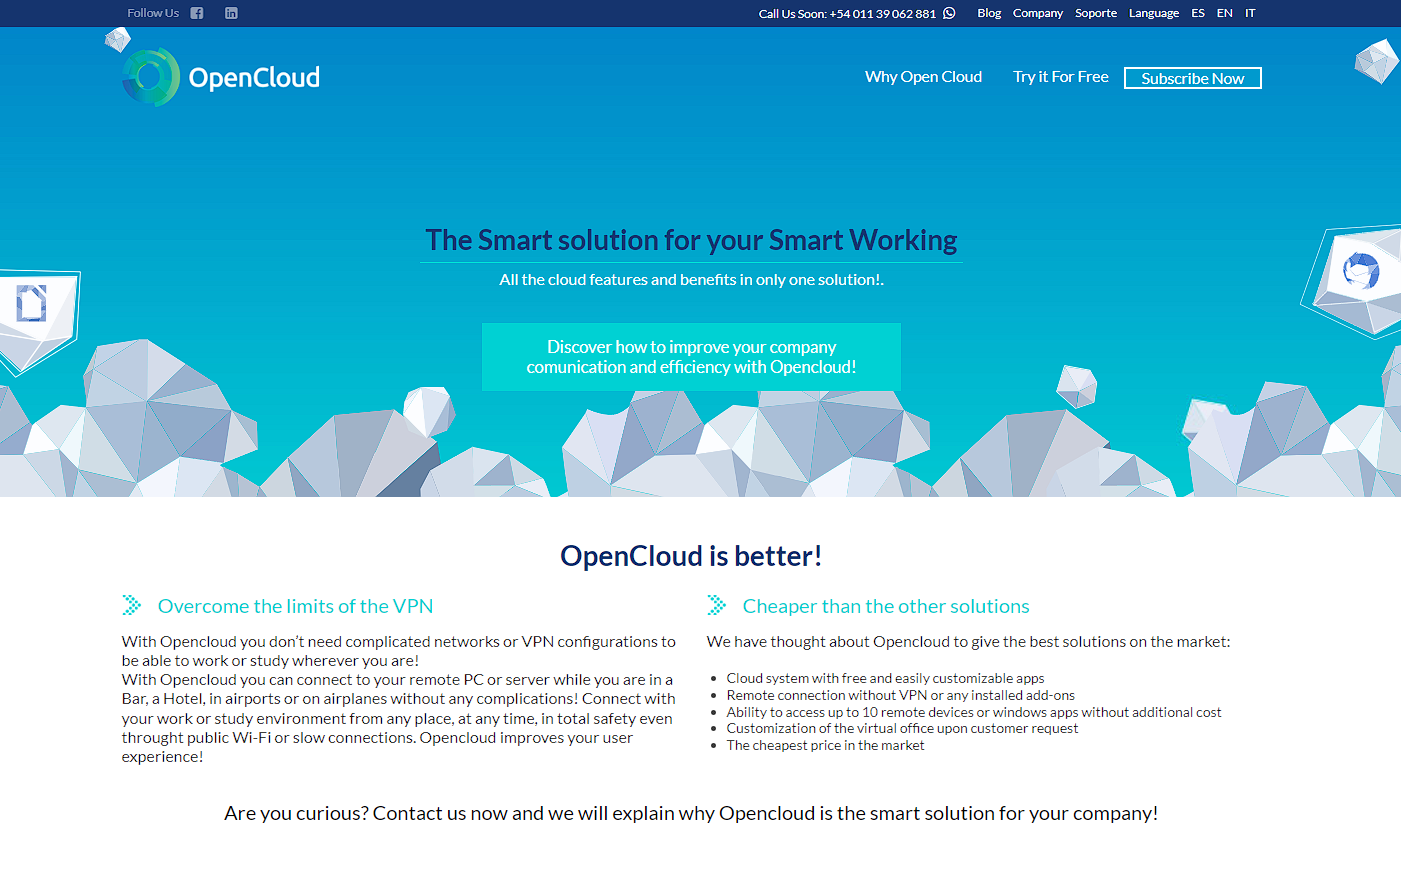 Follow Us
Call Us Soon: +54 011 39 062 881
Blog Company Soporte Language ES EN IT
OpenCloud
Why Open Cloud Try it For Free Subscribe Now
The Smart solution for your Smart Working
All the cloud features and benefits in only one solution!.
Discover how to improve your company
comunication and efficiency with Opencloud!
OpenCloud is better!
Overcome the limits of the VPN
With Opencloud you don't need complicated networks or VPN configurations to
be able to work or study wherever you are!
With Opencloud you can connect to your remote PC or server while you are in a
Bar, a Hotel, in airports or on airplanes without any complications! Connect with
your work or study environment from any place, at any time, in total safety even
throught public Wi-Fi or slow connections. Opencloud improves your user
experience!
Cheaper than the other solutions
We have thought about Opencloud to give the best solutions on the market:
• Cloud system with free and easily customizable apps
• Remote connection without VPN or any installed add-ons
• Ability to access up to 10 remote devices or windows apps without additional cost
• Customization of the virtual office upon customer request
• The cheapest price in the market
Are you curious? Contact us now and we will explain why Opencloud is the smart solution for your company!